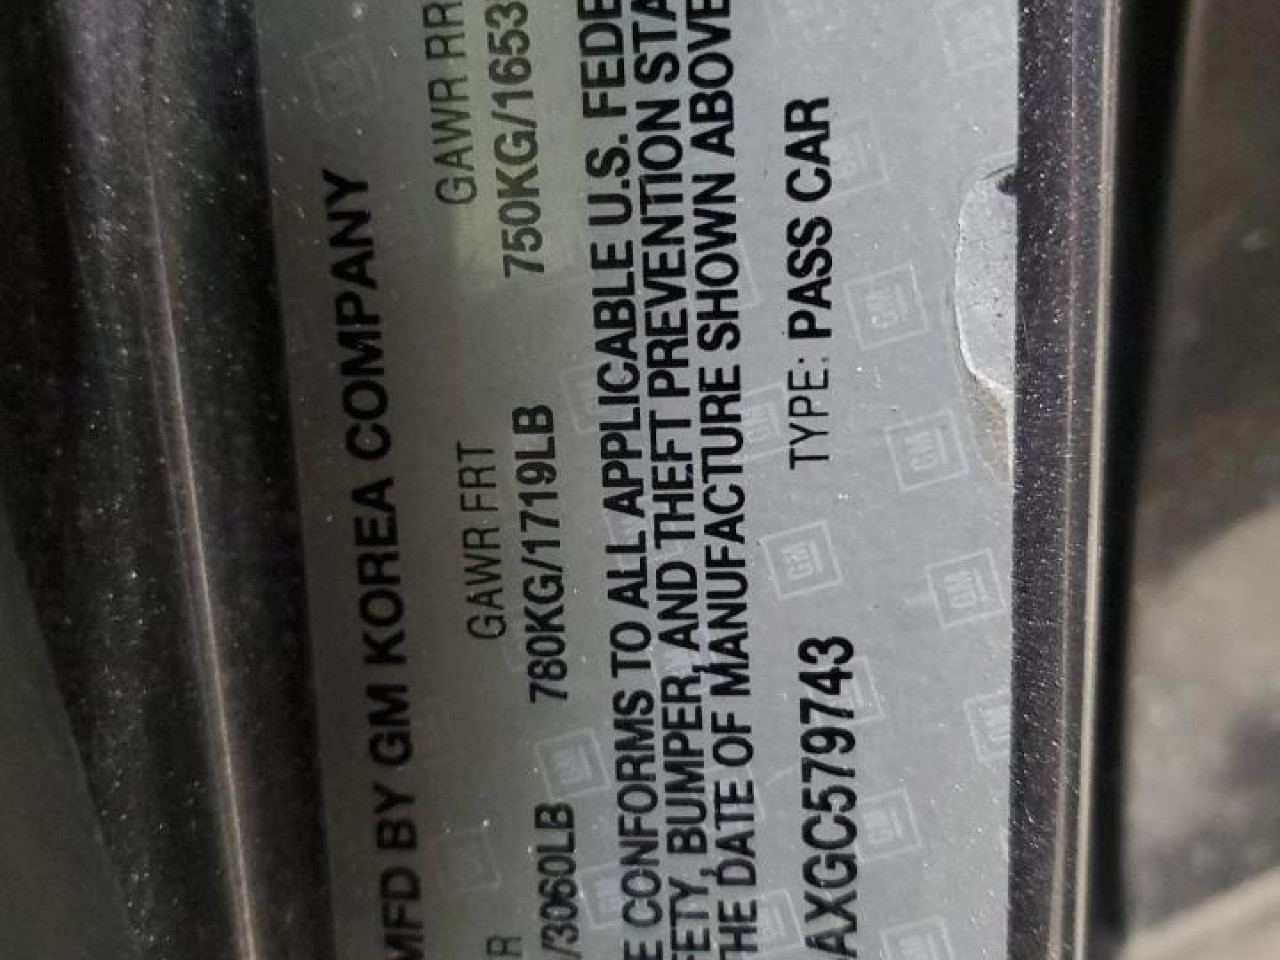 MFD BY GM KOREA COMPANY
R GAWR FRT GAWR RR
/3060LB 780KG/1719LB 750KG/1653
E CONFORMS TO ALL APPLICABLE U.S. FEDE
FETY, BUMPER, AND THEFT PREVENTION STA
THE DATE OF MANUFACTURE SHOWN ABOVE
AXGC579743 TYPE: PASS CAR